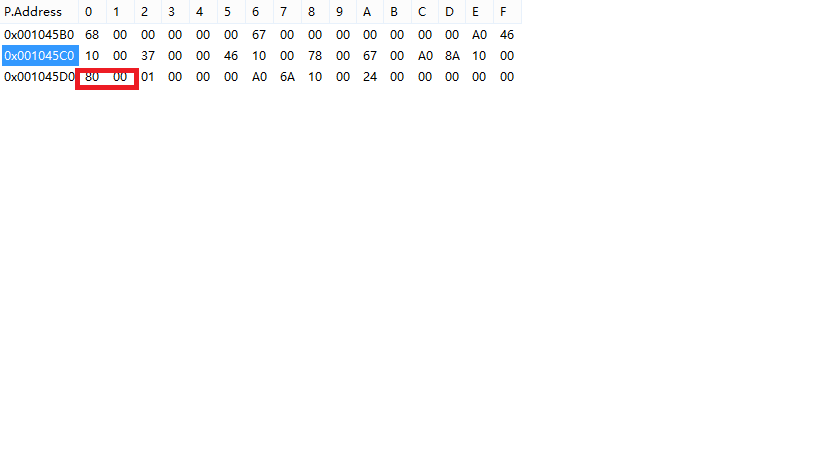 P.Address 0 1 2 3 4 5 6 7 8 9 A B C D E F
0x001045B0 68 00 00 00 00 00 67 00 00 00 00 00 00 00 A0 46
0x001045C0 10 00 37 00 00 46 10 00 78 00 67 00 A0 8A 10 00
0x001045D0 80 00 01 00 00 00 A0 6A 10 00 24 00 00 00 00 00